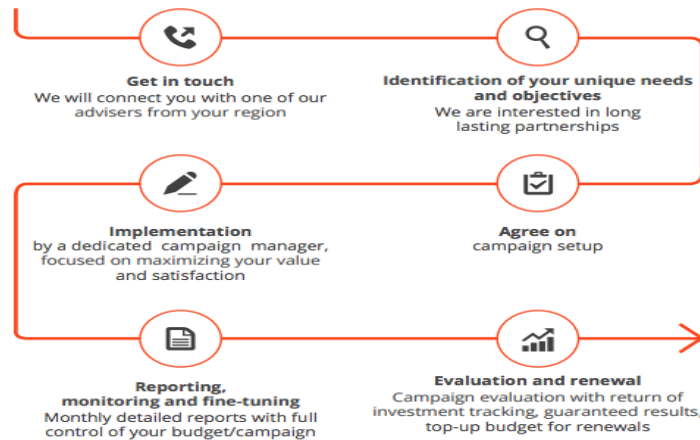 Get in touch
We will connect you with one of our
advisers from your region
Identification of your unique needs
and objectives
We are interested in long
lasting partnerships
Agree on
campaign setup
Implementation
by a dedicated campaign manager,
focused on maximizing your value
and satisfaction
Reporting,
monitoring and fine-tuning
Monthly detailed reports with full
control of your budget/campaign
Evaluation and renewal
Campaign evaluation with return of
investment tracking, guaranteed results,
top-up budget for renewals